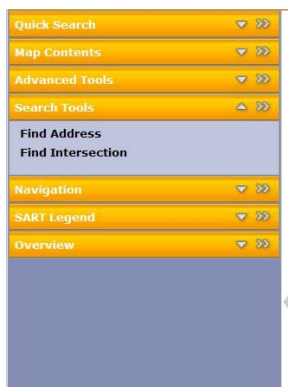 Quick Search
Map Contents
Advanced Tools
Search Tools
Find Address
Find Intersection
Navigation
SART Legend
Overview